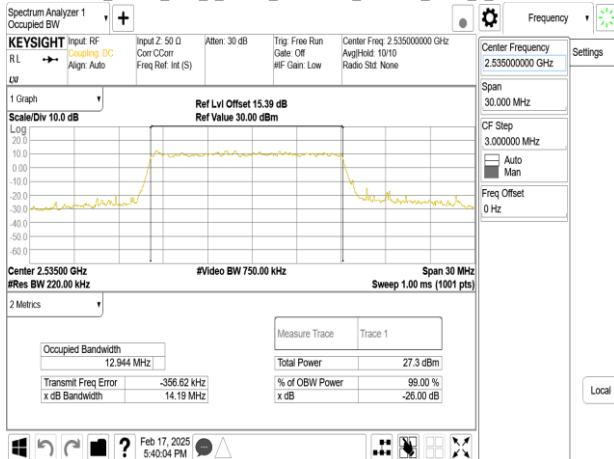 Spectrum Analyzer 1
Occupied BW
+
Frequency
KEYSIGHT
Input: RF
Input Z: 50 Ω
Atten: 30 dB
Trig: Free Run
Center Freq: 2.535000000 GHz
RL
Coupling: DC
Corr CCorr
Gate: Off
Avg|Hold: 10/10
Align: Auto
Freq Ref: Int (S)
#IF Gain: Low
Radio Std: None
LXI
Center Frequency
2.535000000 GHz
Settings
Span
30.000 MHz
CF Step
3.000000 MHz
Auto
Man
Freq Offset
0 Hz
Local
1 Graph
Ref Lvl Offset 15.39 dB
Scale/Div 10.0 dB
Ref Value 30.00 dBm
Log
20.0
10.0
0.00
-10.0
-20.0
-30.0
-40.0
-50.0
-60.0
Center 2.53500 GHz
#Video BW 750.00 kHz
Span 30 MHz
#Res BW 220.00 kHz
Sweep 1.00 ms (1001 pts)
2 Metrics
Measure Trace
Trace 1
Occupied Bandwidth
12.944 MHz
Total Power
27.3 dBm
Transmit Freq Error
-356.62 kHz
% of OBW Power
99.00 %
x dB Bandwidth
14.19 MHz
x dB
-26.00 dB
?
Feb 17, 2025
5:40:04 PM